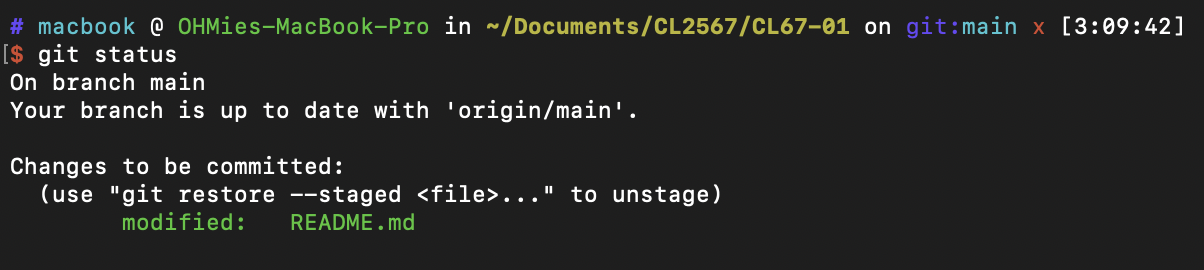 # macbook @ OHMies-MacBook-Pro in ~/Documents/CL2567/CL67-01 on git:main x [3:09:42]
[$ git status
On branch main
Your branch is up to date with 'origin/main'.
Changes to be committed:
(use "git restore --staged <file>..." to unstage)
modified: README.md